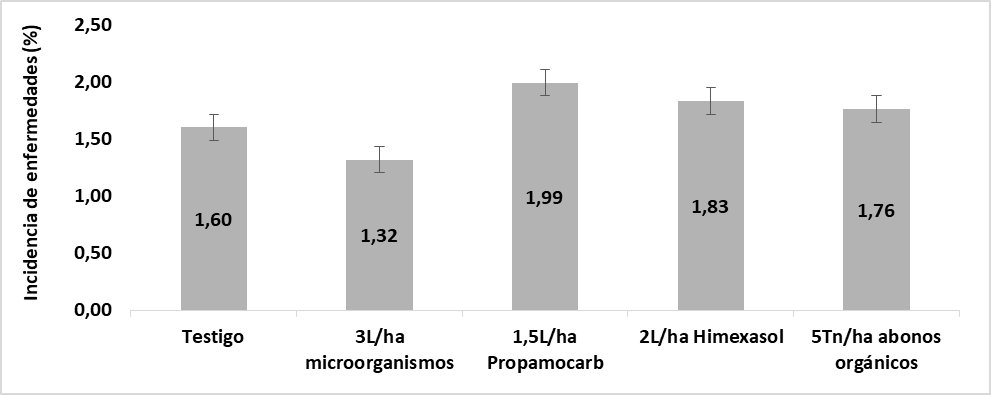 Incidencia de enfermedades (%)
2,50
2,00
1,50
1,00
0,50
0,00
1,60
1,32
1,99
1,83
1,76
Testigo
3L/ha
microorganismos
1,5L/ha
Propamocarb
2L/ha Himexasol
5Tn/ha abonos
orgánicos